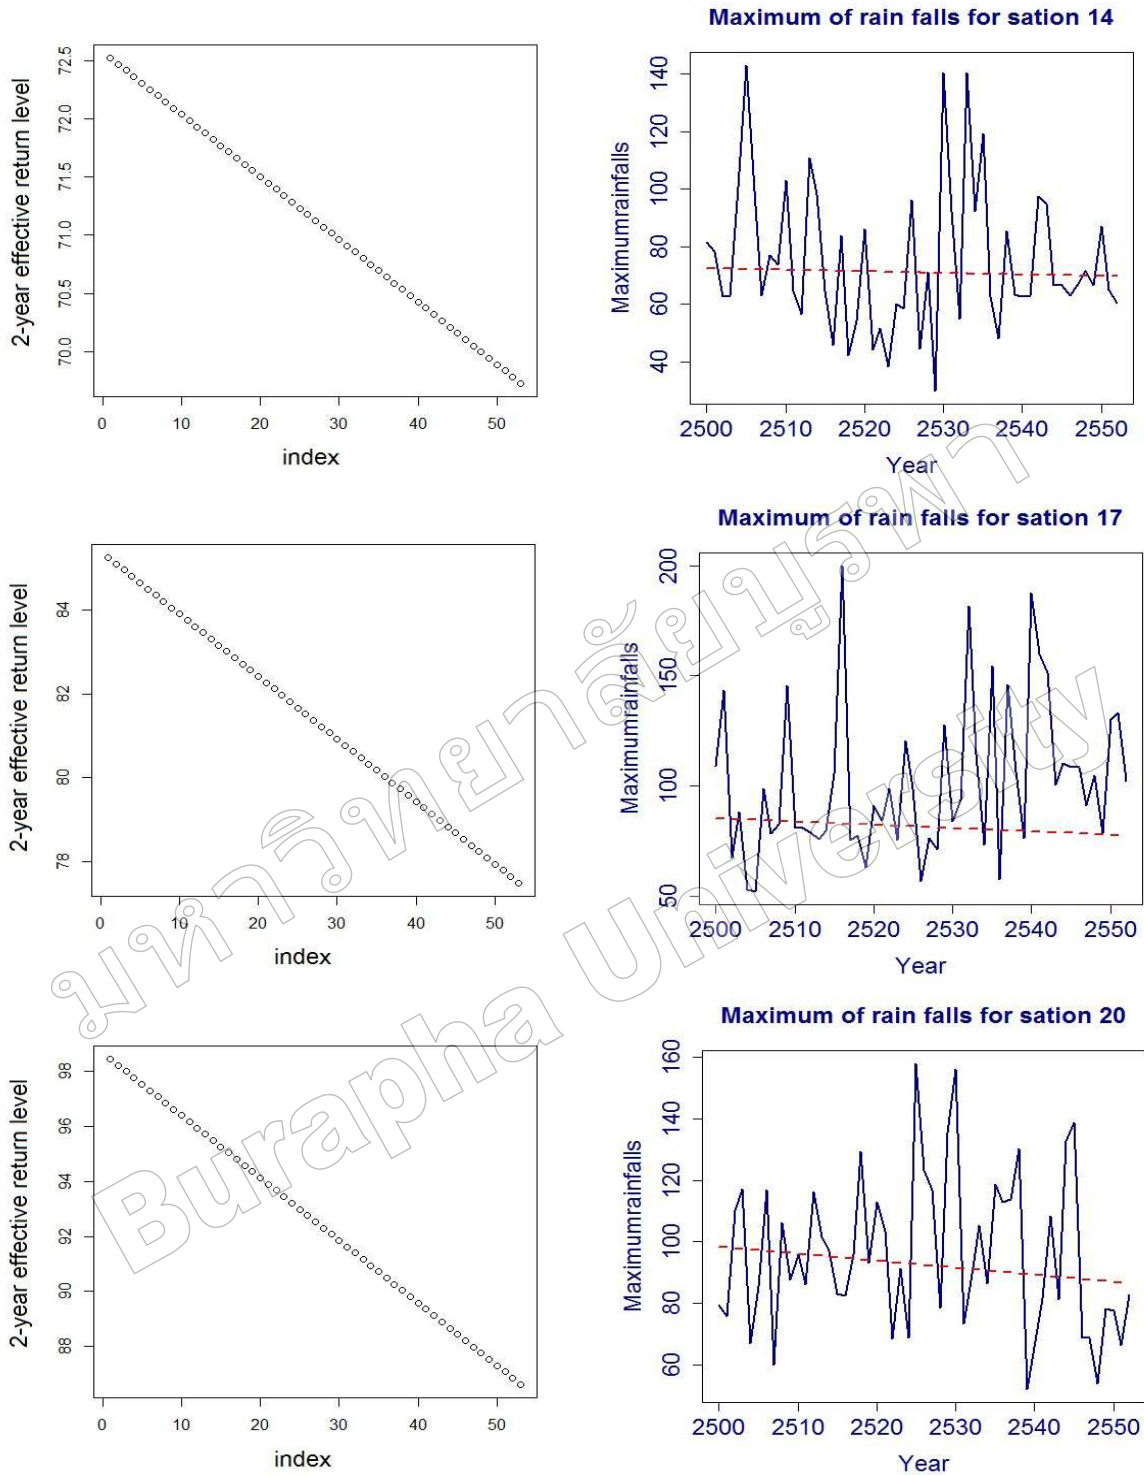 Maximum of rain falls for sation 14
2-year effective return level
72.5
72.0
71.5
71.0
70.5
70.0
0 10 20 30 40 50
index
Maximumrainfalls
140
120
100
80
60
40
2500 2510 2520 2530 2540 2550
Year
Maximum of rain falls for sation 17
2-year effective return level
84
82
80
78
0 10 20 30 40 50
index
Maximumrainfalls
200
150
100
50
2500 2510 2520 2530 2540 2550
Year
Maximum of rain falls for sation 20
2-year effective return level
98
96
94
92
90
88
0 10 20 30 40 50
index
Maximumrainfalls
160
140
120
100
80
60
2500 2510 2520 2530 2540 2550
Year
มหาวิทยาลัยบูรพา
Burapha University